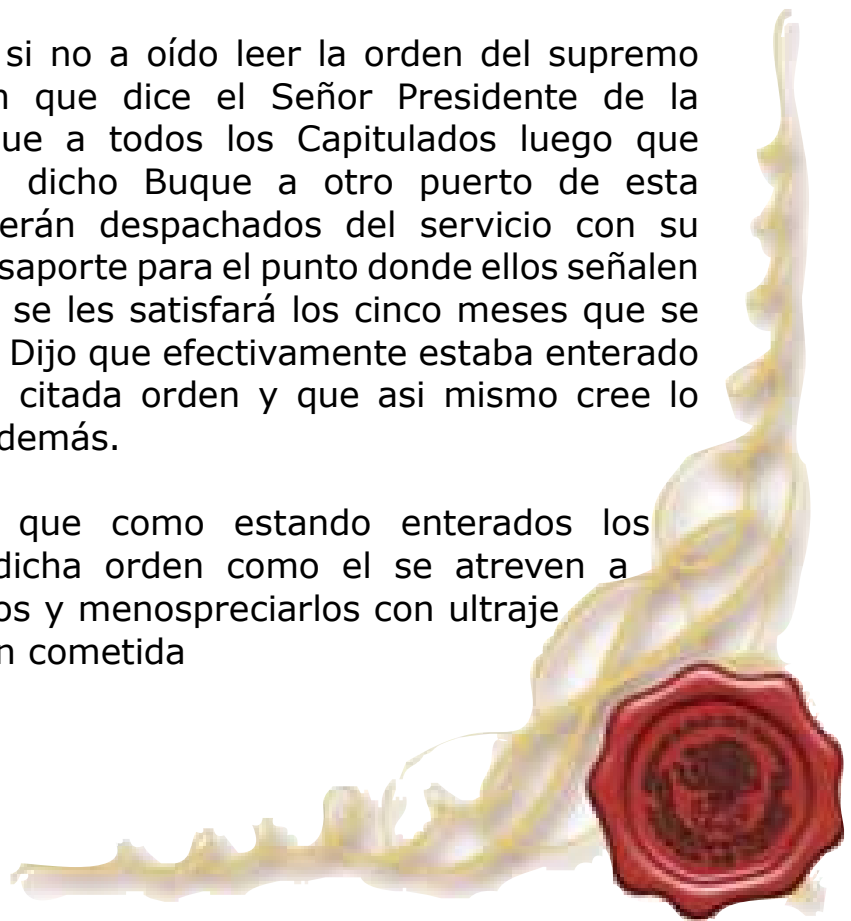 si no a oído leer la orden del supremo
n que dice el Señor Presidente de la
ue a todos los Capitulados luego que
dicho Buque a otro puerto de esta
erán despachados del servicio con su
saporte para el punto donde ellos señalen
se les satisfará los cinco meses que se
Dijo que efectivamente estaba enterado
citada orden y que asi mismo cree lo
demás.
que como estando enterados los
dicha orden como el se atreven a
os y menospreciarlos con ultraje
n cometida